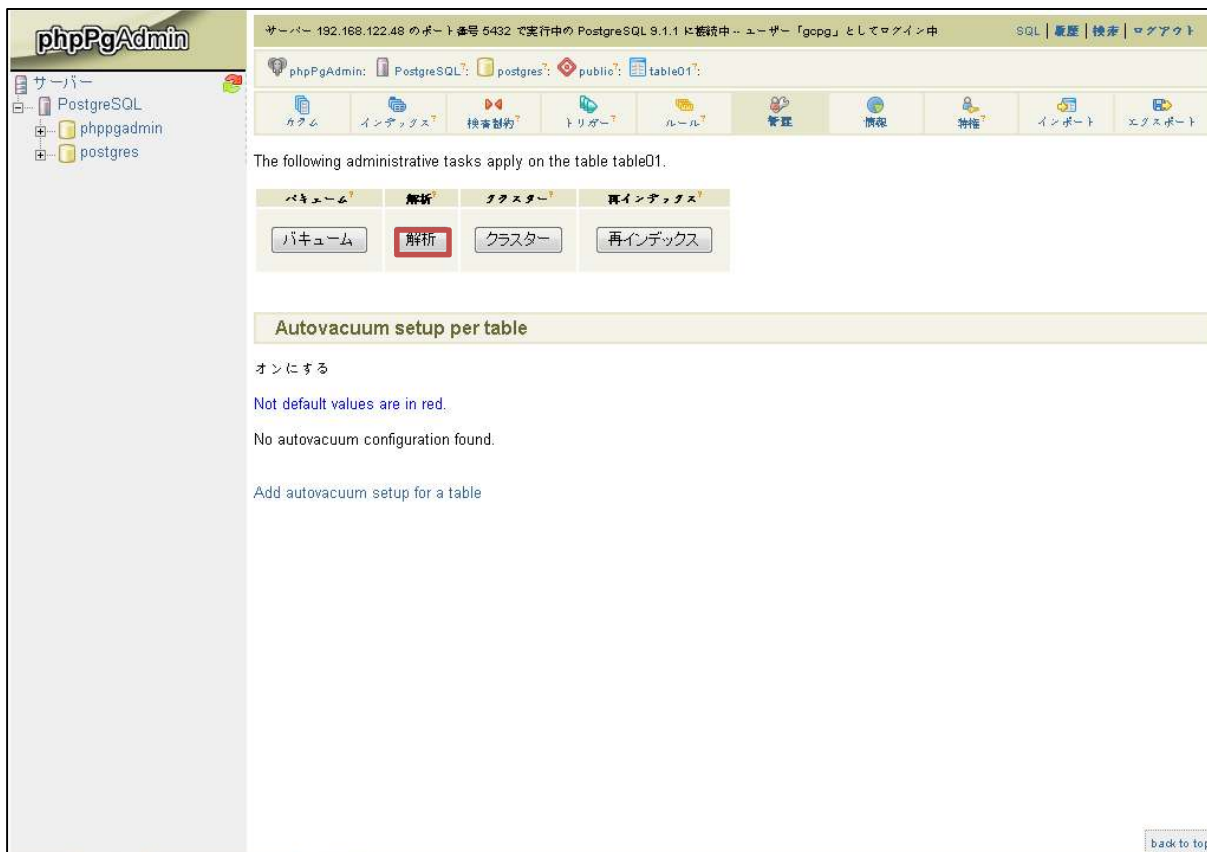 phpPgAdmin
サーバー
PostgreSQL
phppgadmin
postgres
サーバー 192.168.122.48 のポート番号 5432 で実行中の PostgreSQL 9.1.1 に接続中 -- ユーザー 「gopg」 としてログイン中
SQL | 履歴 | 検索 | ログアウト
phpPgAdmin: PostgreSQL?: postgres?: public?: table01?:
カラム インデックス? 検査制約? トリガー? ルール? 管理 情報 特権? インポート エクスポート
The following administrative tasks apply on the table table01.
バキューム? 解析? クラスター? 再インデックス?
バキューム 解析 クラスター 再インデックス
Autovacuum setup per table
オンにする
Not default values are in red.
No autovacuum configuration found.
Add autovacuum setup for a table
back to top